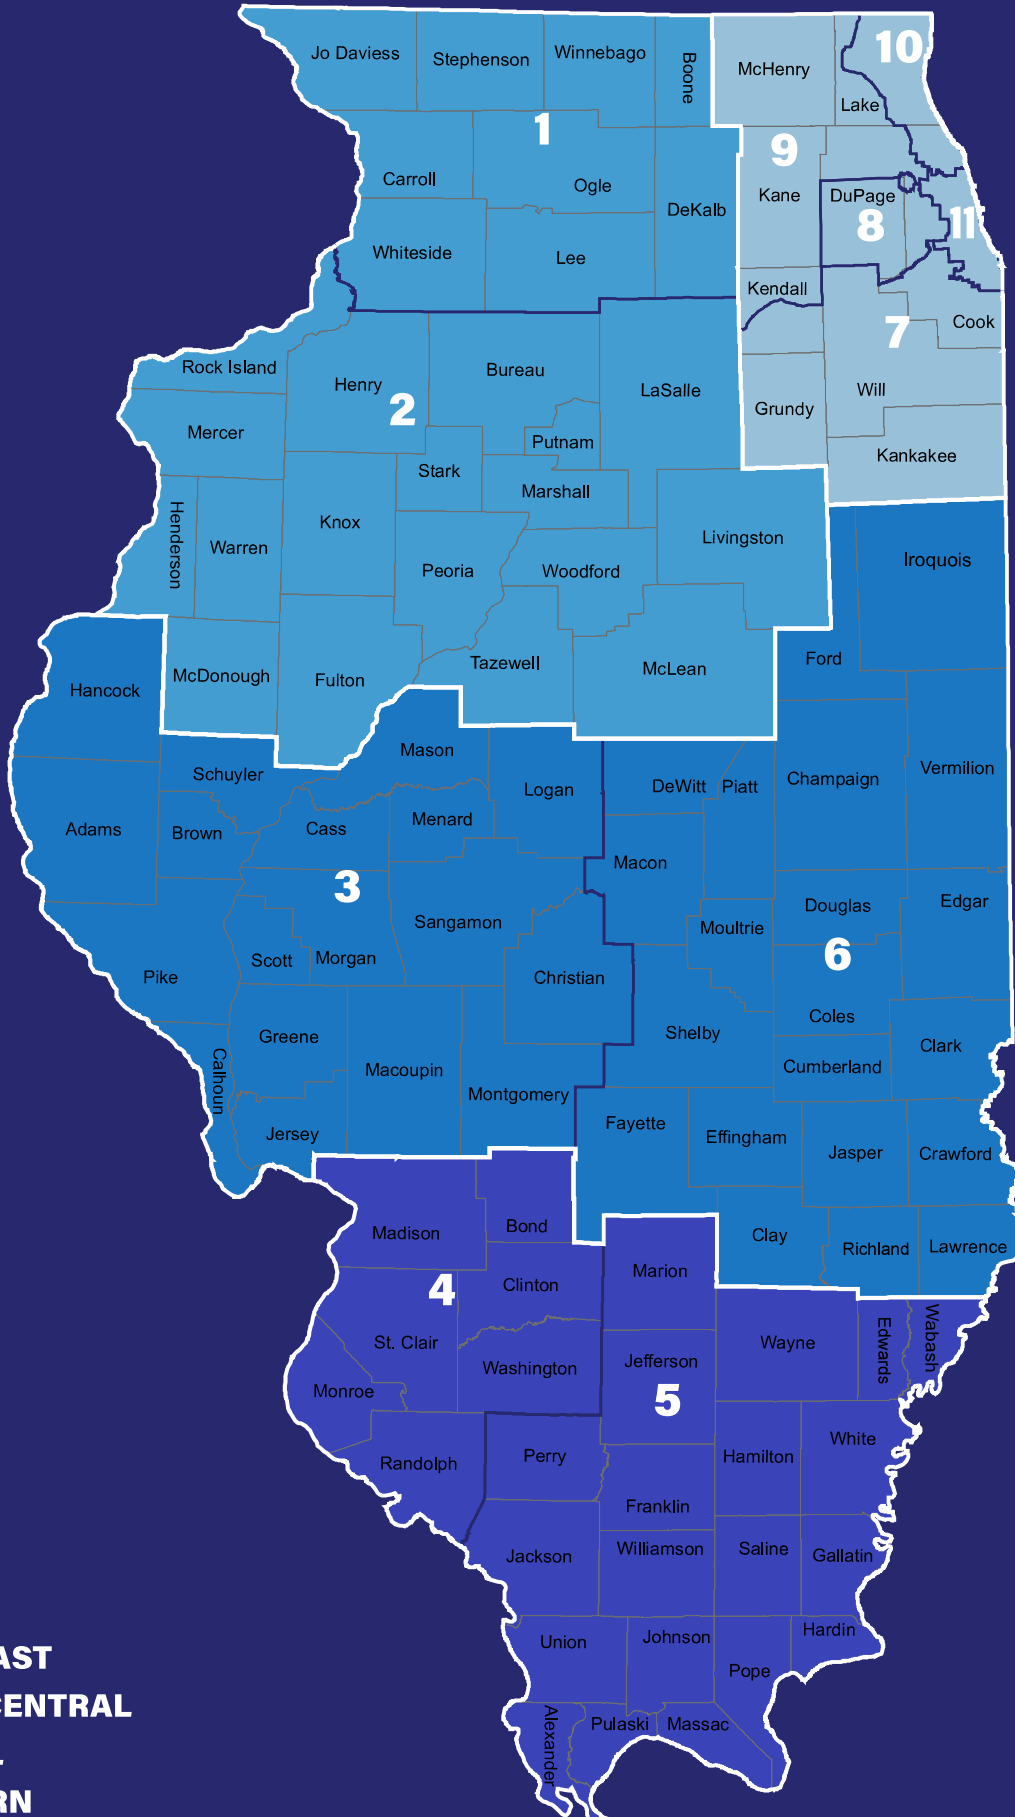 10
Jo Daviess
Stephenson
Winnebago
Boone
McHenry
Lake
1
9
Carroll
Ogle
DeKalb
Kane
DuPage
8
11
Whiteside
Lee
Kendall
7
Cook
Rock Island
Henry
2
Bureau
LaSalle
Will
Grundy
Mercer
Putnam
Kankakee
Stark
Marshall
Henderson
Warren
Knox
Peoria
Woodford
Livingston
Iroquois
McDonough
Fulton
Tazewell
McLean
Ford
Hancock
Mason
Schuyler
Logan
DeWitt
Piatt
Champaign
Vermilion
Adams
Brown
Cass
Menard
Macon
3
Sangamon
Douglas
Edgar
Moultrie
6
Scott
Morgan
Pike
Christian
Coles
Shelby
Greene
Clark
Calhoun
Macoupin
Montgomery
Cumberland
Jersey
Fayette
Effingham
Jasper
Crawford
Madison
Bond
Clay
Richland
Lawrence
4
Clinton
Marion
St. Clair
Washington
Jefferson
Wayne
Edwards
Wabash
Monroe
5
Randolph
Perry
Hamilton
White
Franklin
Jackson
Williamson
Saline
Gallatin
Union
Johnson
Hardin
Pope
AST
Alexander
Pulaski
Massac
CENTRAL
RN